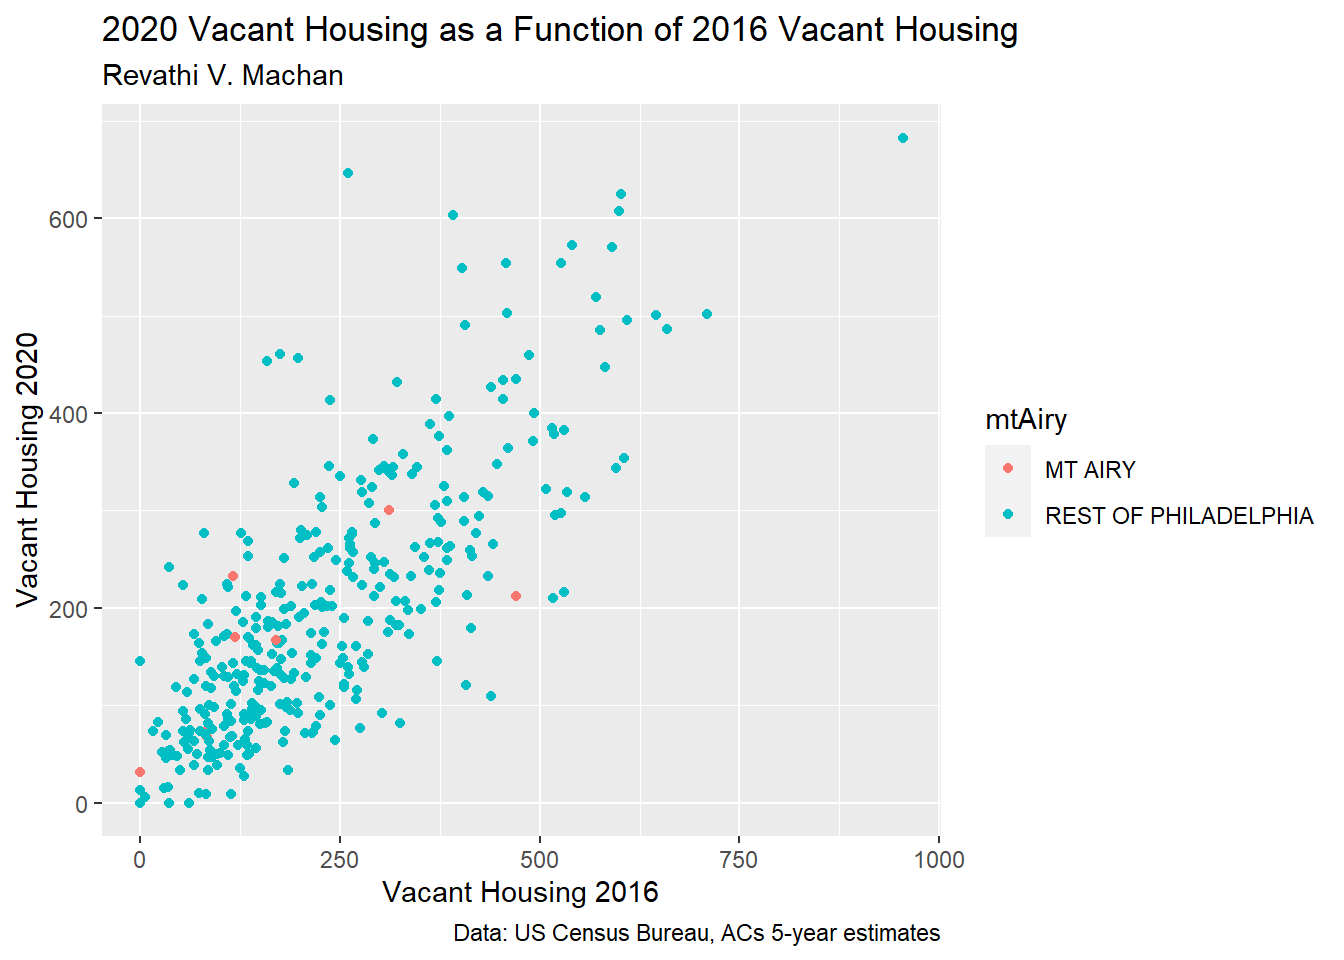 2020 Vacant Housing as a Function of 2016 Vacant Housing
Revathi V. Machan
Vacant Housing 2020
600
400
200
0
0 250 500 750 1000
Vacant Housing 2016
mtAiry
MT AIRY
REST OF PHILADELPHIA
Data: US Census Bureau, ACs 5-year estimates